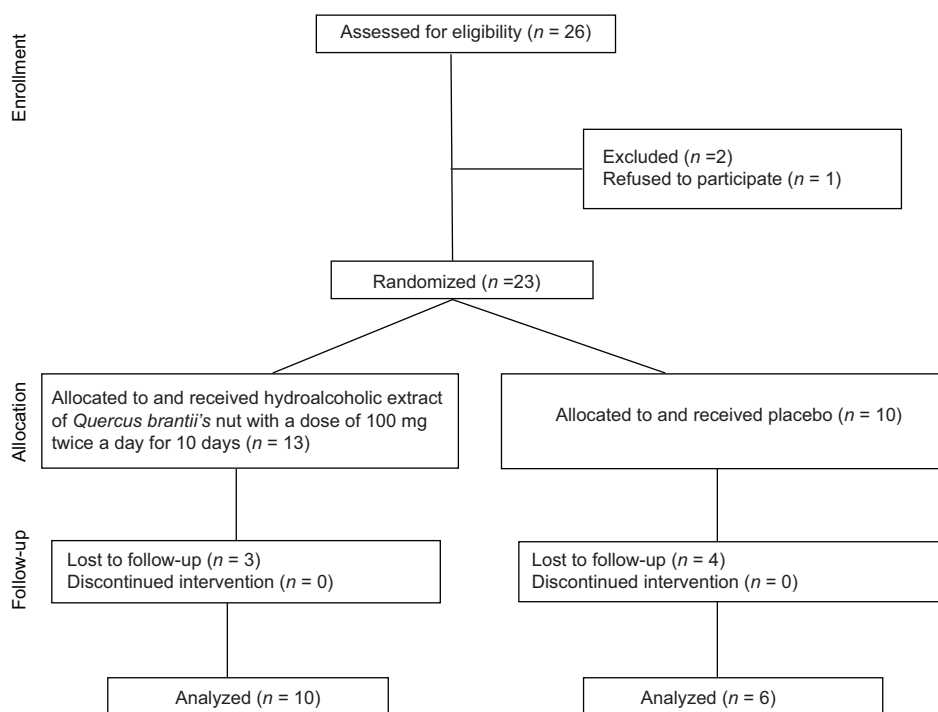 Enrollment
Assessed for eligibility (n = 26)
Excluded (n =2)
Refused to participate (n = 1)
Randomized (n =23)
Allocation
Allocated to and received hydroalcoholic extract
of Quercus brantii's nut with a dose of 100 mg
twice a day for 10 days (n = 13)
Allocated to and received placebo (n = 10)
Follow-up
Lost to follow-up (n = 3)
Discontinued intervention (n = 0)
Lost to follow-up (n = 4)
Discontinued intervention (n = 0)
Analyzed (n = 10)
Analyzed (n = 6)